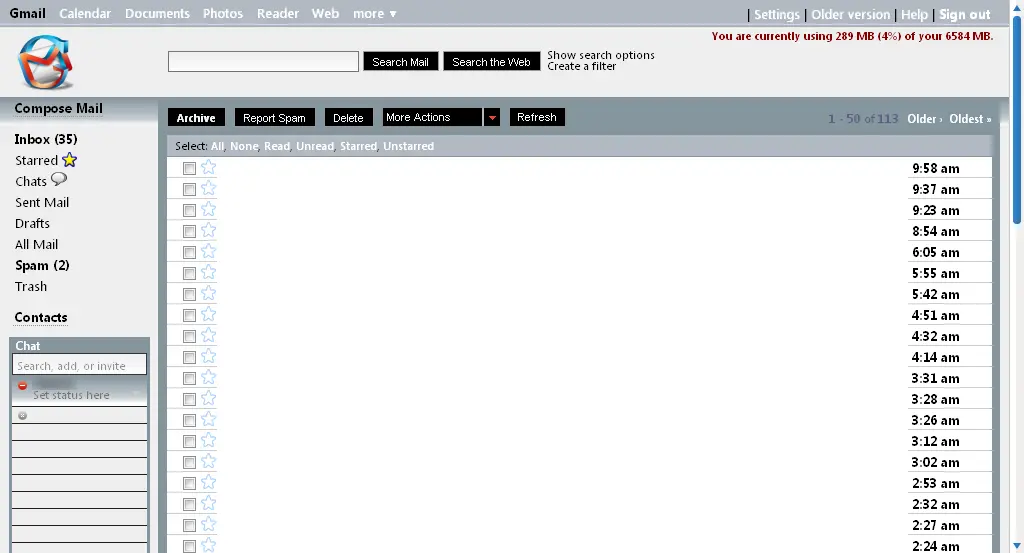 Gmail Calendar Documents Photos Reader Web more ▼ | Settings | Older version | Help | Sign out
You are currently using 289 MB (4%) of your 6584 MB.
Search Mail Search the Web Show search options
Create a filter
Compose Mail
Archive Report Spam Delete More Actions Refresh 1 - 50 of 113 Older › Oldest »
Inbox (35)
Starred
Chats
Sent Mail
Drafts
All Mail
Spam (2)
Trash
Contacts
Chat
Search, add, or invite
Set status here
Select: All, None, Read, Unread, Starred, Unstarred
9:58 am
9:37 am
9:23 am
8:54 am
6:05 am
5:55 am
5:42 am
4:51 am
4:32 am
4:14 am
3:31 am
3:28 am
3:26 am
3:12 am
3:02 am
2:53 am
2:32 am
2:27 am
2:24 am